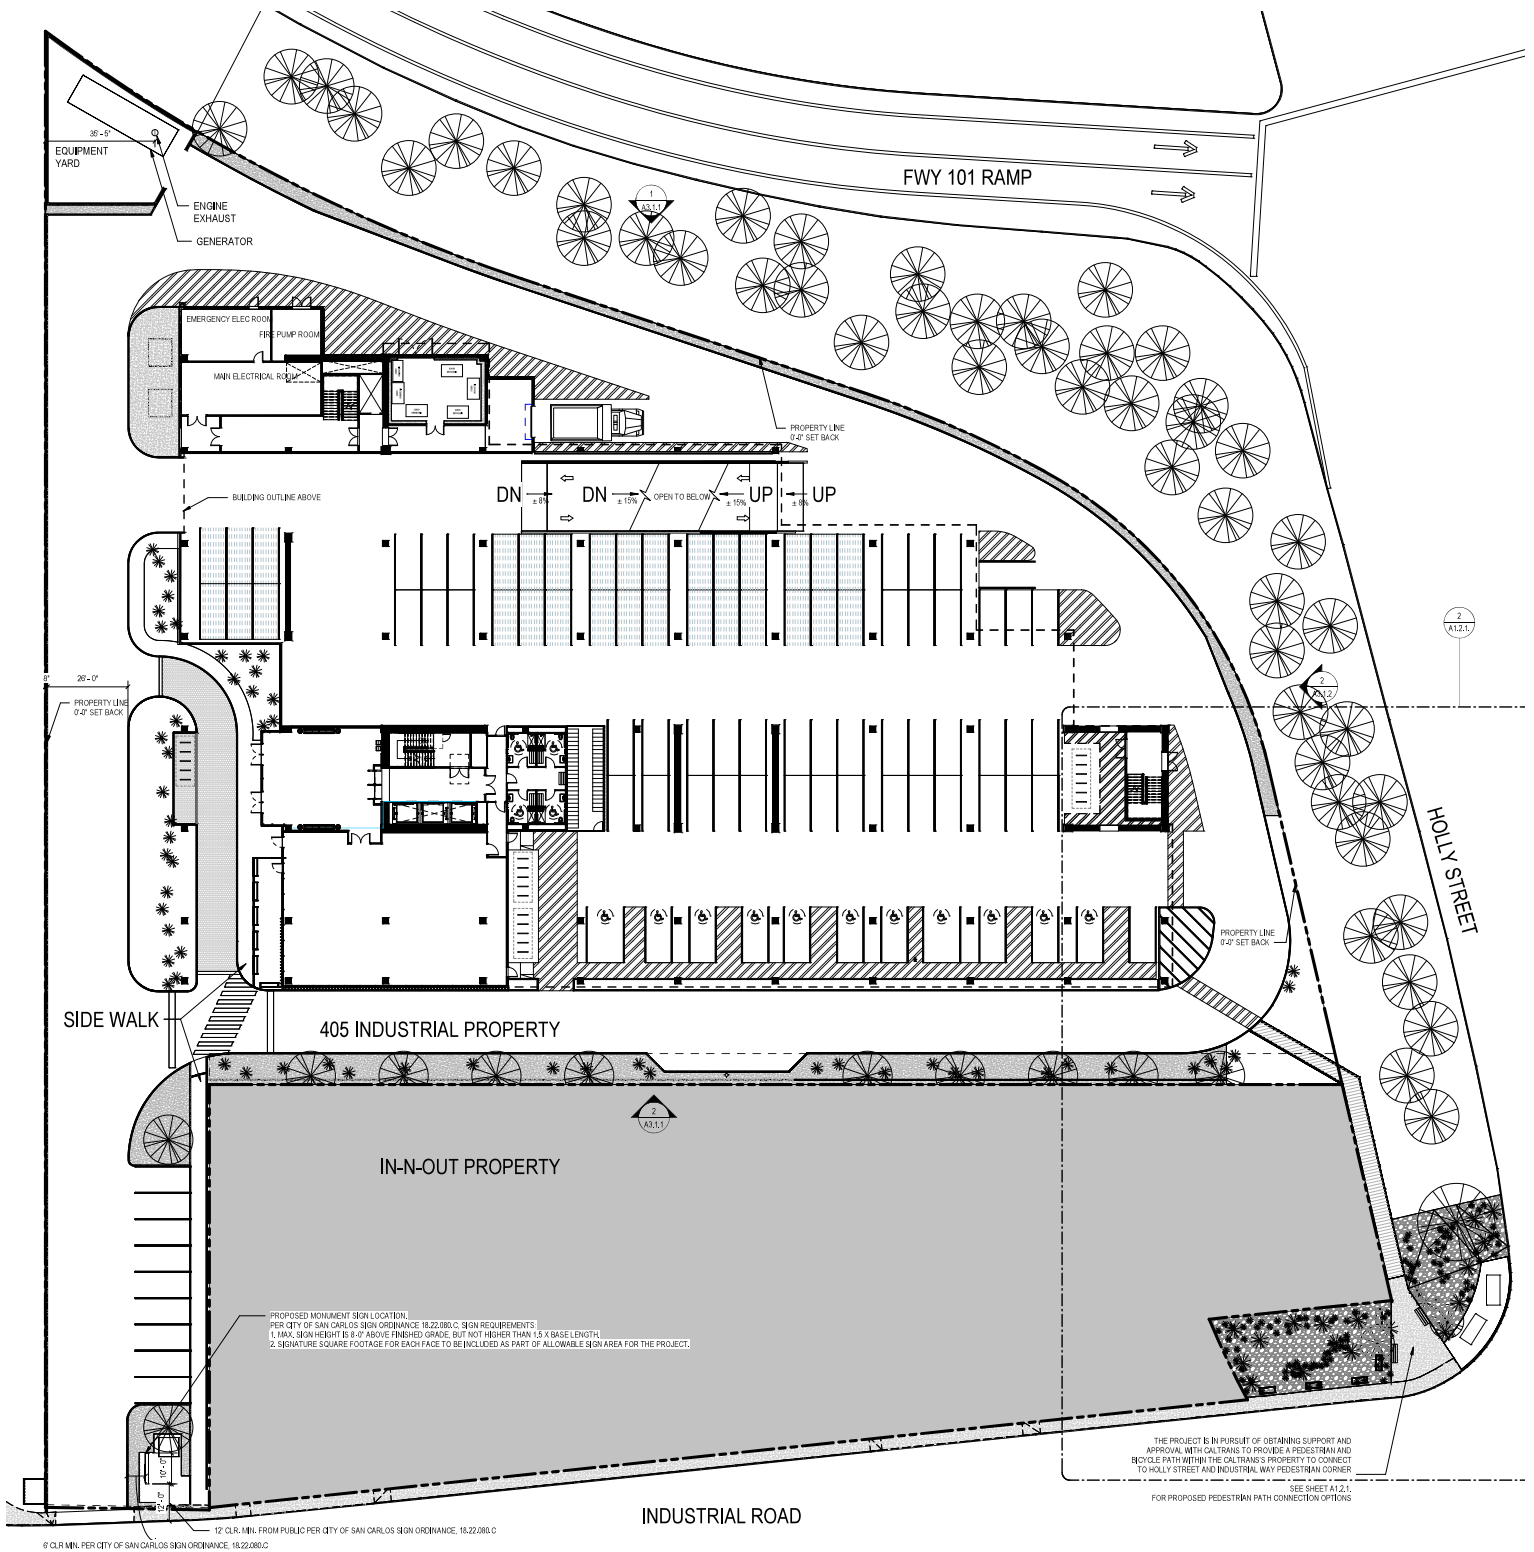 FWY 101 RAMP
35' - 5"
EQUIPMENT
YARD
ENGINE
EXHAUST
GENERATOR
1
A3.1.1
EMERGENCY ELEC ROOM
FIRE PUMP ROOM
MAIN ELECTRICAL ROOM
PROPERTY LINE
0'-0" SET BACK
BUILDING OUTLINE ABOVE
DN
± 8%
DN
± 15%
OPEN TO BELOW
± 15%
UP
± 8%
UP
2
A1.2.1.
2
A3.1.2
8"
26' - 0"
PROPERTY LINE
0'-0" SET BACK
HOLLY STREET
PROPERTY LINE
0'-0" SET BACK
SIDE WALK
405 INDUSTRIAL PROPERTY
2
A3.1.1
IN-N-OUT PROPERTY
PROPOSED MONUMENT SIGN LOCATION.
PER CITY OF SAN CARLOS SIGN ORDINANCE 18.22.080.C, SIGN REQUIREMENTS:
1. MAX. SIGN HEIGHT IS 8'-0" ABOVE FINISHED GRADE, BUT NOT HIGHER THAN 1.5 X BASE LENGTH.
2. SIGNATURE SQUARE FOOTAGE FOR EACH FACE TO BE INCLUDED AS PART OF ALLOWABLE SIGN AREA FOR THE PROJECT.
THE PROJECT IS IN PURSUIT OF OBTAINING SUPPORT AND
APPROVAL WITH CALTRANS TO PROVIDE A PEDESTRIAN AND
BICYCLE PATH WITHIN THE CALTRANS'S PROPERTY TO CONNECT
TO HOLLY STREET AND INDUSTRIAL WAY PEDESTRIAN CORNER
SEE SHEET A1.2.1.
FOR PROPOSED PEDESTRIAN PATH CONNECTION OPTIONS
10' - 0"
12' - 0"
INDUSTRIAL ROAD
12' CLR. MIN. FROM PUBLIC PER CITY OF SAN CARLOS SIGN ORDINANCE, 18.22.080.C
6' CLR MIN. PER CITY OF SAN CARLOS SIGN ORDINANCE, 18.22.080.C